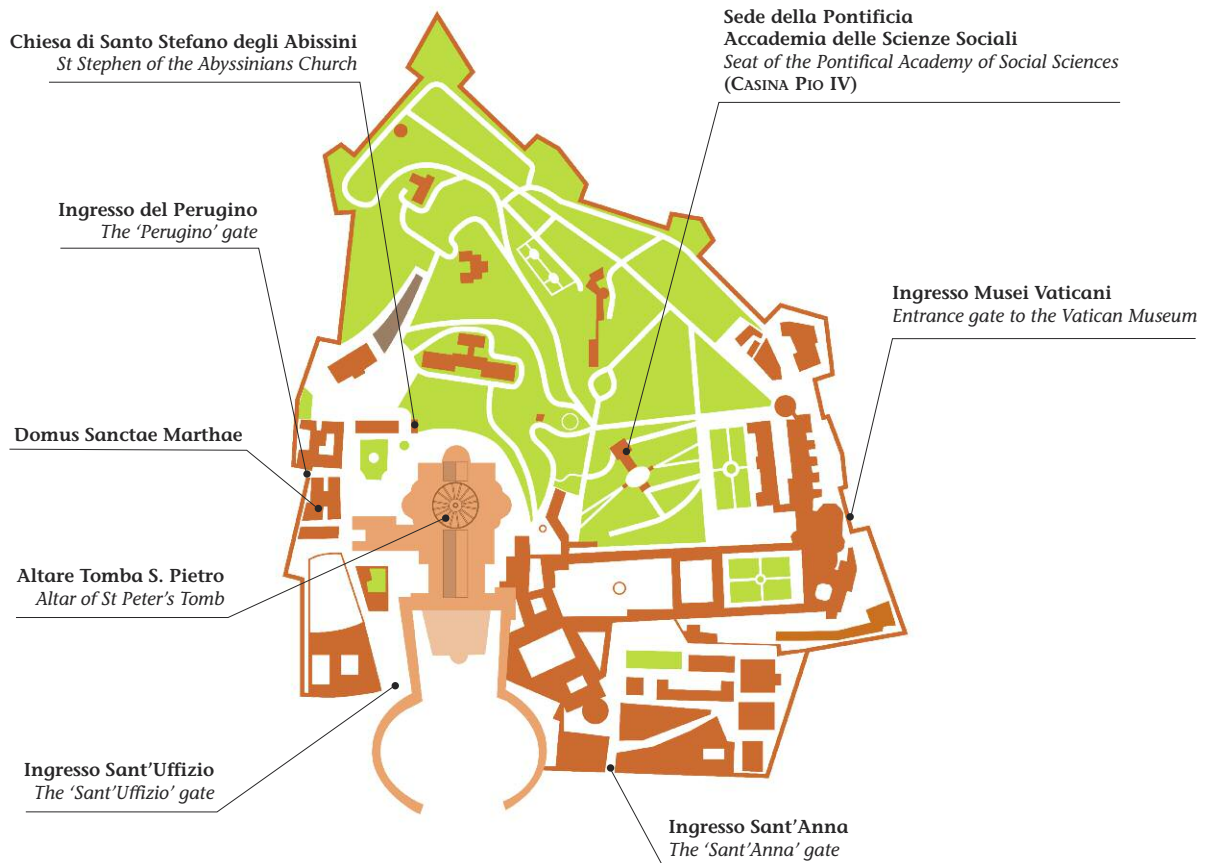 Chiesa di Santo Stefano degli Abissini
St Stephen of the Abyssinians Church
Sede della Pontificia
Accademia delle Scienze Sociali
Seat of the Pontifical Academy of Social Sciences
(Casina Pio IV)
Ingresso del Perugino
The ‘Perugino’ gate
Ingresso Musei Vaticani
Entrance gate to the Vatican Museum
Domus Sanctae Marthae
Altare Tomba S. Pietro
Altar of St Peter’s Tomb
Ingresso Sant’Uffizio
The ‘Sant’Uffizio’ gate
Ingresso Sant’Anna
The ‘Sant’Anna’ gate